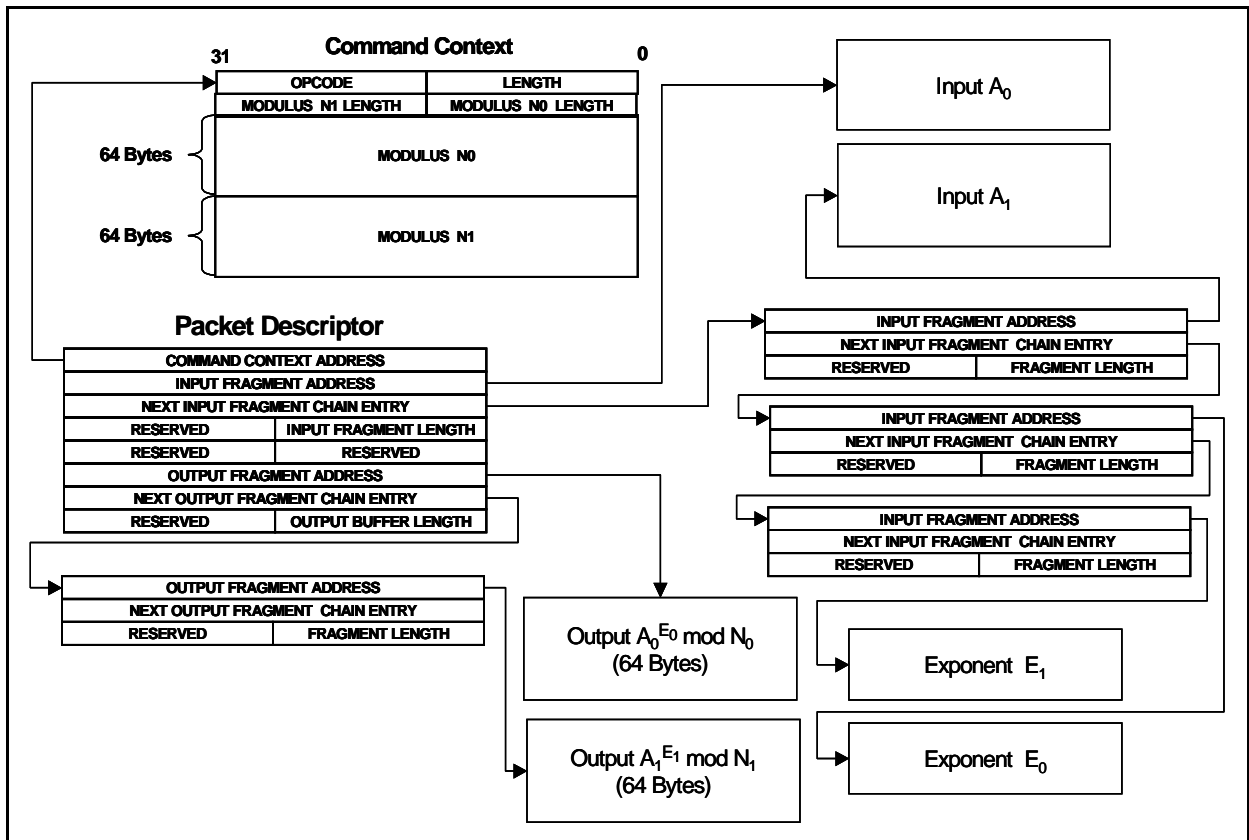 Command Context
31
0
OPCODE LENGTH
MODULUS N1 LENGTH MODULUS N0 LENGTH
64 Bytes
MODULUS N0
64 Bytes
MODULUS N1
Input A₀
Input A₁
Packet Descriptor
COMMAND CONTEXT ADDRESS
INPUT FRAGMENT ADDRESS
NEXT INPUT FRAGMENT CHAIN ENTRY
RESERVED INPUT FRAGMENT LENGTH
RESERVED RESERVED
OUTPUT FRAGMENT ADDRESS
NEXT OUTPUT FRAGMENT CHAIN ENTRY
RESERVED OUTPUT BUFFER LENGTH
OUTPUT FRAGMENT ADDRESS
NEXT OUTPUT FRAGMENT CHAIN ENTRY
RESERVED FRAGMENT LENGTH
INPUT FRAGMENT ADDRESS
NEXT INPUT FRAGMENT CHAIN ENTRY
RESERVED FRAGMENT LENGTH
INPUT FRAGMENT ADDRESS
NEXT INPUT FRAGMENT CHAIN ENTRY
RESERVED FRAGMENT LENGTH
INPUT FRAGMENT ADDRESS
NEXT INPUT FRAGMENT CHAIN ENTRY
RESERVED FRAGMENT LENGTH
Output A₀^E₀ mod N₀
(64 Bytes)
Output A₁^E₁ mod N₁
(64 Bytes)
Exponent E₁
Exponent E₀